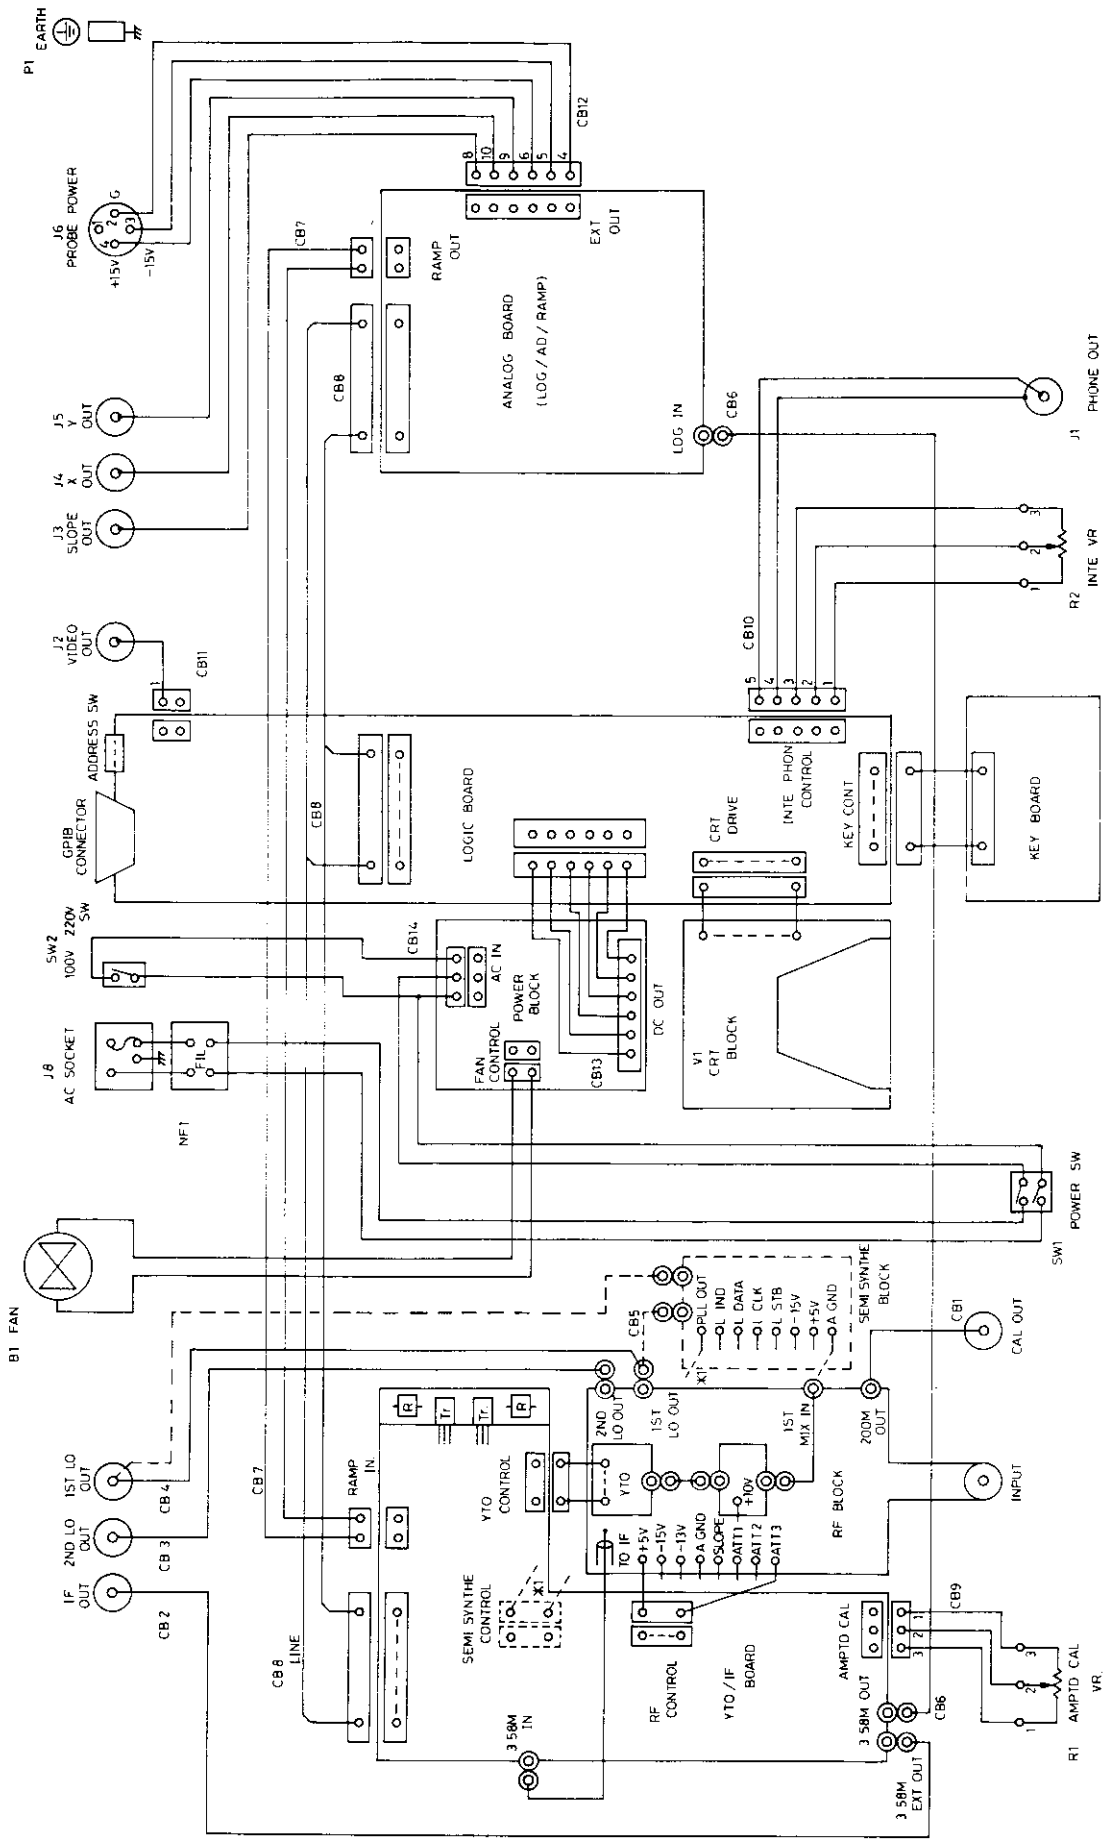 P1
EARTH
J6
PROBE POWER
+15V
-15V
1
2
3
4
G
J5
Y
OUT
J4
X
OUT
J3
SLOPE
OUT
J2
VIDEO
OUT
1
CB11
ADDRESS SW
GPIB
CONNECTOR
SW2
100V 220V
SW
J8
AC SOCKET
FIL
NF1
B1 FAN
1ST LO
OUT
2ND LO
OUT
IF
OUT
CB4
CB3
CB2
CB12
8
10
9
6
5
4
EXT
OUT
CB7
RAMP
OUT
CB8
ANALOG BOARD
(LOG/AD/RAMP)
LOG IN
CB6
CB8
LOGIC BOARD
CB14
AC IN
POWER
BLOCK
FAN
CONTROL
CB13
DC OUT
CRT
DRIVE
V1
CRT
BLOCK
INTE PHON
CONTROL
CB10
5
4
3
2
1
KEY CONT
KEY BOARD
J1
PHONE OUT
3
2
1
R2 INTE VR
SW1
POWER SW
CB7
RAMP
IN
CB8
LINE
R
Tr
Tr.
R
YTO
CONTROL
SEMI SYNTHE
CONTROL
※1
RF
CONTROL
YTO/IF
BOARD
3 58M
IN
3 58M OUT
3 58M
EXT OUT
CB6
AMPTD CAL
1
2
3
CB9
3
2
1
R1
AMPTD CAL
VR.
2ND
LO OUT
1ST
LO OUT
CB5
YTO
+10V
TO IF
+5V
-15V
-13V
A GND
SLOPE
ATT1
ATT2
ATT3
RF BLOCK
1ST
MIX IN
200M
OUT
INPUT
CB1
CAL OUT
※1
PLL OUT
L IND
L DATA
L CLK
L STB
-15V
+5V
A GND
SEMI SYNTHE
BLOCK